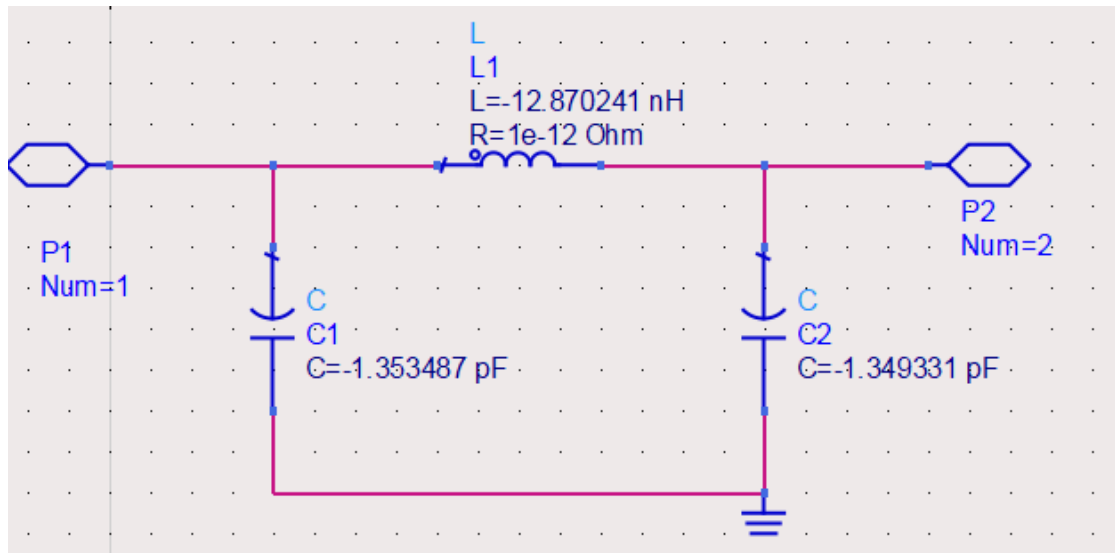 L
L1
L=-12.870241 nH
R=1e-12 Ohm
P1
Num=1
P2
Num=2
C
C1
C=-1.353487 pF
C
C2
C=-1.349331 pF